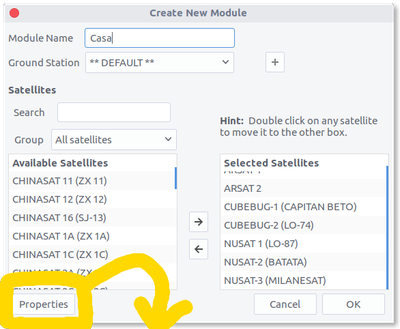 Create New Module
Module Name Casa
Ground Station ** DEFAULT ** +
Satellites
Search
Hint: Double click on any satellite
to move it to the other box.
Group All satellites
Available Satellites
CHINASAT 11 (ZX 11)
CHINASAT 12 (ZX 12)
CHINASAT 16 (SJ-13)
CHINASAT 1A (ZX 1A)
CHINASAT 1C (ZX 1C)
Selected Satellites
ARSAT 1
ARSAT 2
CUBEBUG-1 (CAPITAN BETO)
CUBEBUG-2 (LO-74)
NUSAT 1 (LO-87)
NUSAT-2 (BATATA)
NUSAT-3 (MILANESAT)
Properties
Cancel
OK